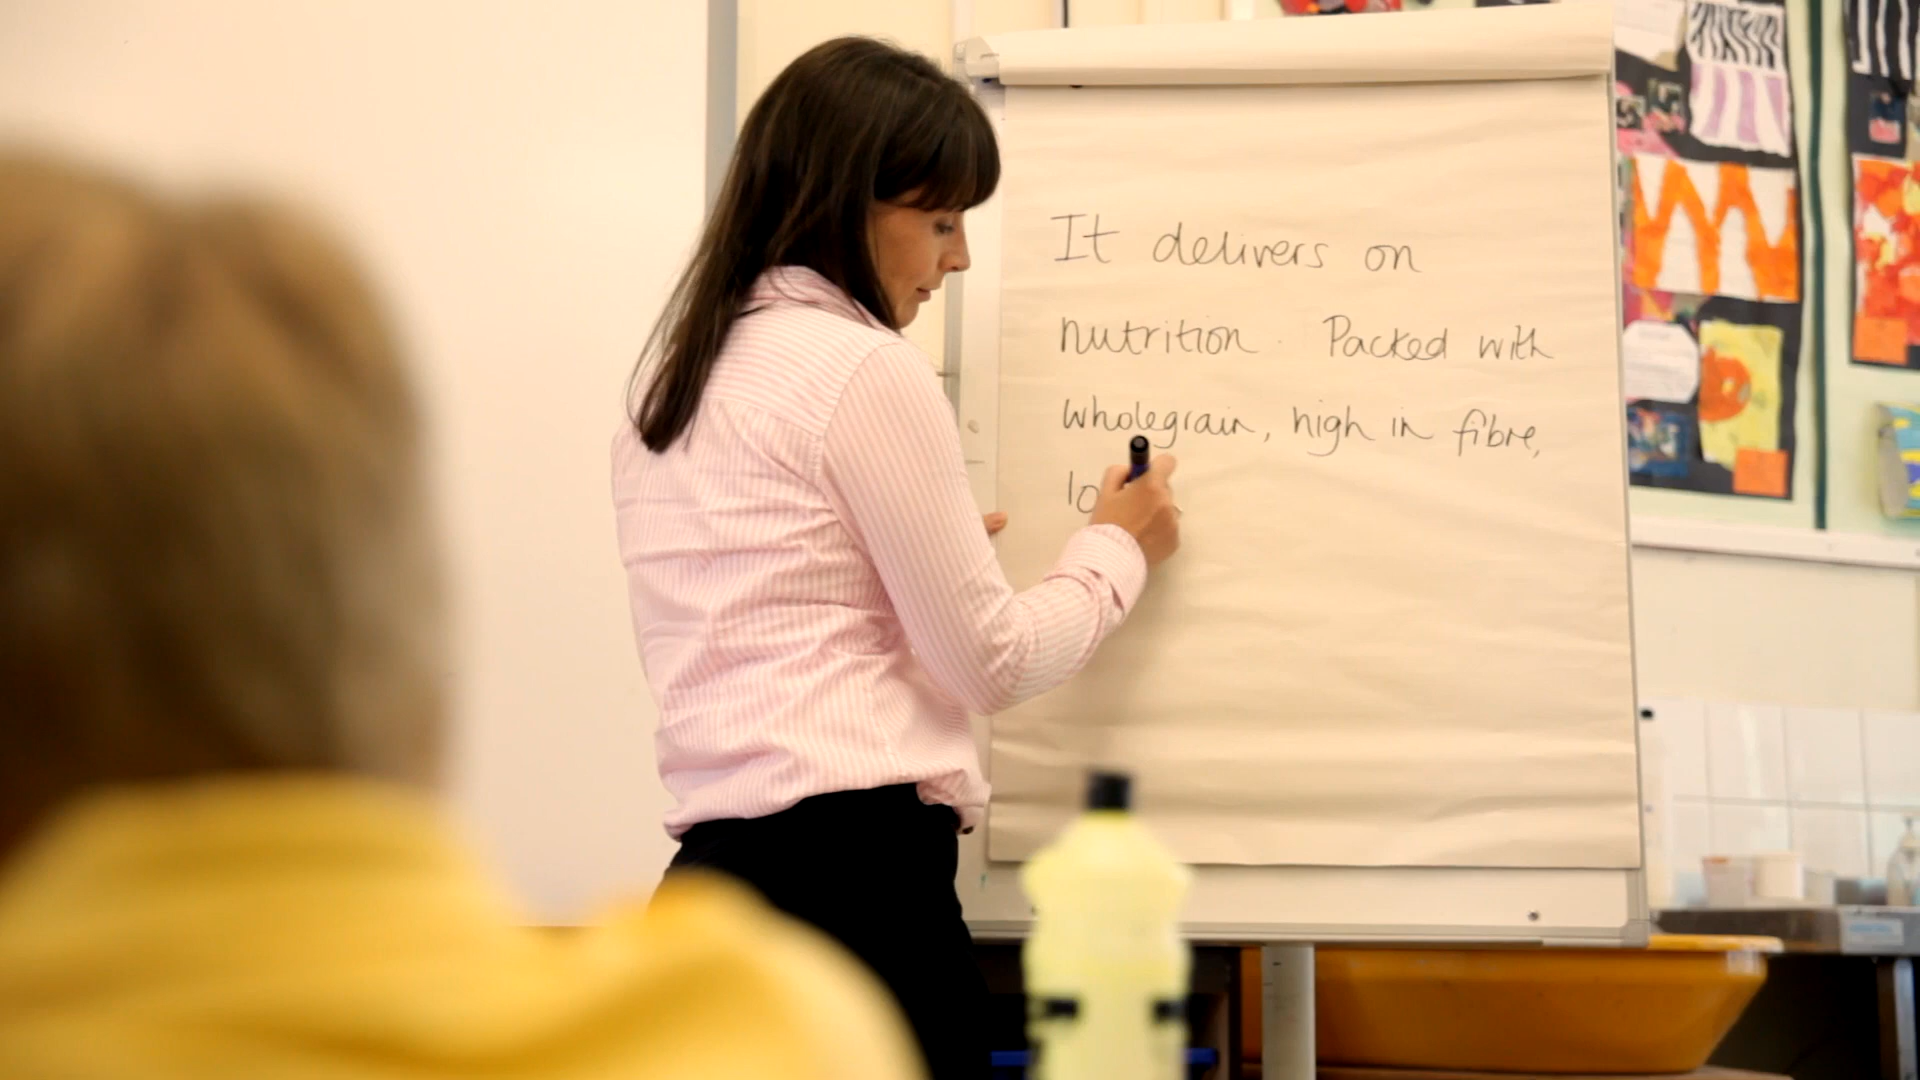 It delivers on
nutrition. Packed with
wholegrain, high in fibre,
lo